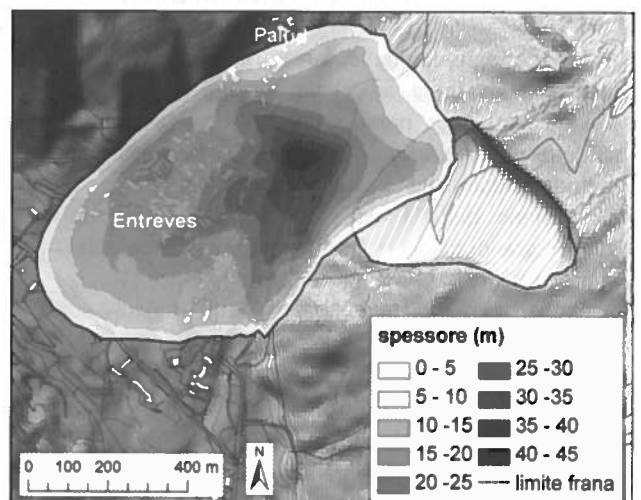 Palud
Entreves
spessore (m)
0 - 5
25 -30
5 - 10
30 -35
10 -15
35 - 40
15 -20
40 - 45
20 -25
limite frana
0 100 200 400 m
N